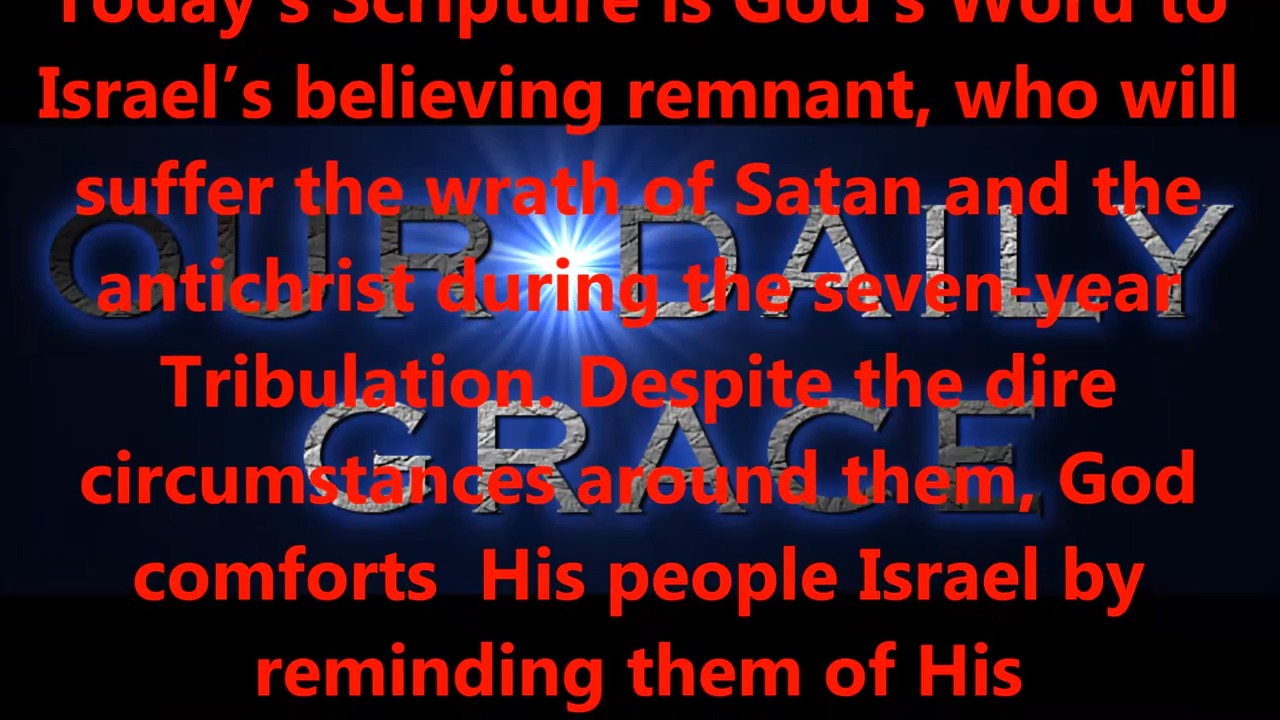 Today's Scripture is God's Word to
Israel’s believing remnant, who will
suffer the wrath of Satan and the
antichrist during the seven-year
Tribulation. Despite the dire
circumstances around them, God
comforts  His people Israel by
reminding them of His
OUR DAILY
GRACE